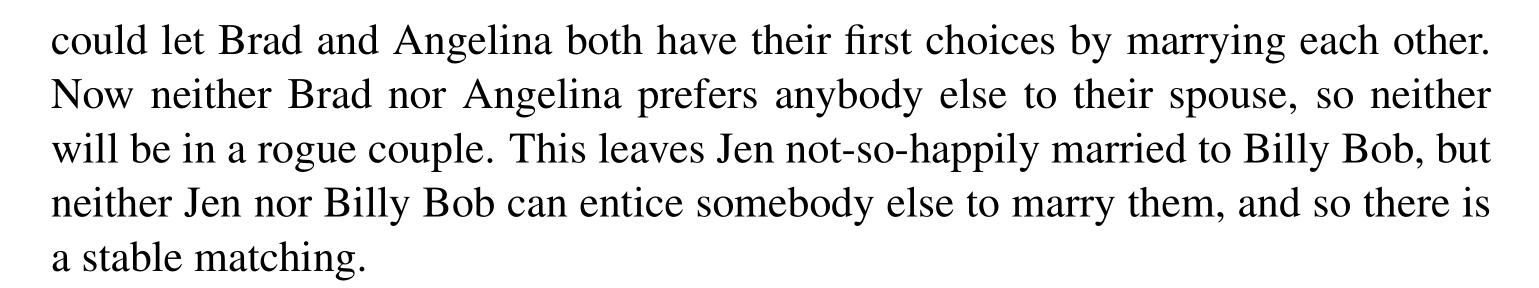 could let Brad and Angelina both have their first choices by marrying each other.
Now neither Brad nor Angelina prefers anybody else to their spouse, so neither
will be in a rogue couple. This leaves Jen not-so-happily married to Billy Bob, but
neither Jen nor Billy Bob can entice somebody else to marry them, and so there is
a stable matching.